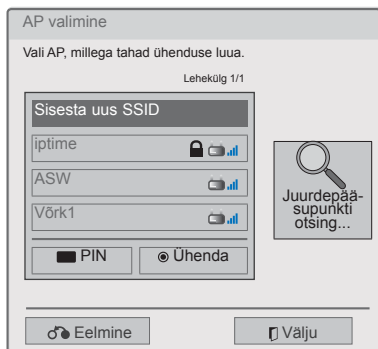 AP valimine
Vali AP, millega tahad ühenduse luua.
Lehekülg 1/1
Sisesta uus SSID
iptime
ASW
Võrk1
PIN
Ühenda
Juurdepää-
supunkti
otsing...
Eelmine
Välju